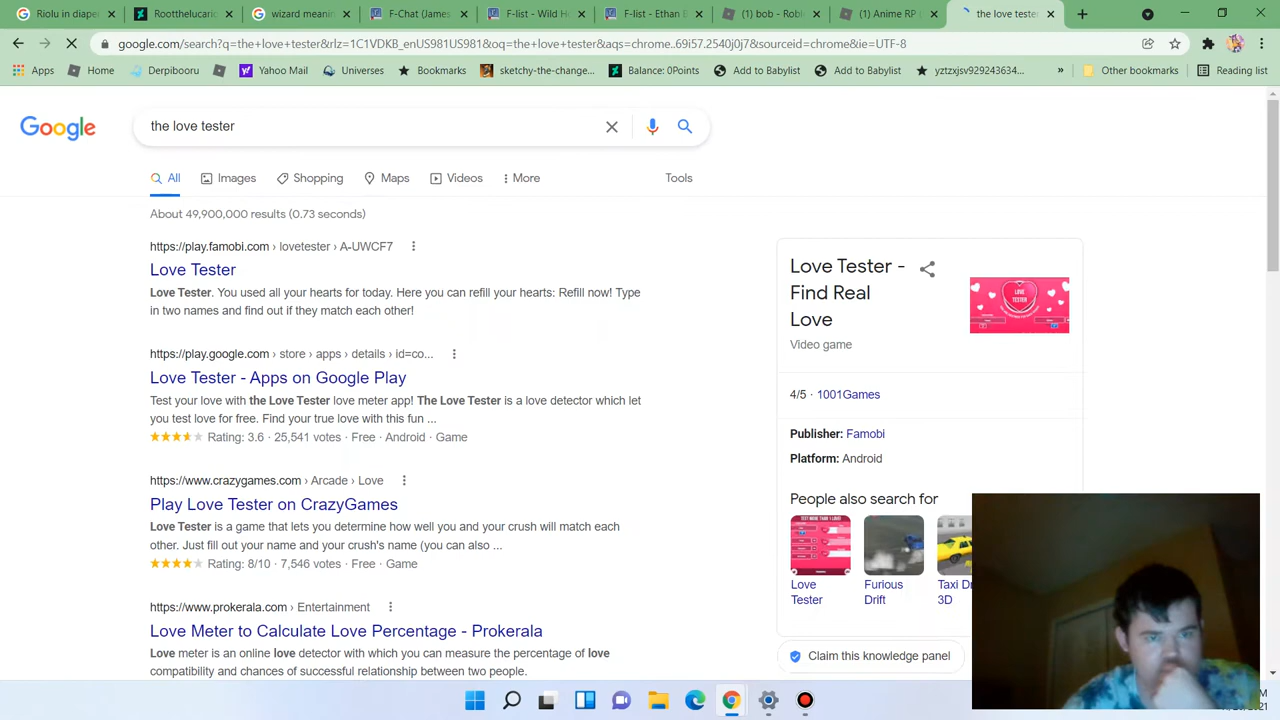 (2) Devian
Meani
F-Chat (
F-list - Wild H
F-list - Ethan
(1) bob - Rob
(2) Anime RP
the love tester
google.com/search?q=the+love+tester&rlz=1C1VDKB_enUS981US981&oq=the+love+tester&aqs=chrome..69i57.2540j0j7&sourceid=chrome&ie=UTF-8
Apps Home Derpibooru Yahoo Mail Universe Bookmarks sketchy-the-change... Balance: 0Points Add to Babylist Add to Babylist yztzxjsv929243634... » Other bookmarks Reading list
Google
the love tester
All Images Shopping Maps Videos More Tools
About 49,900,000 results (0.73 seconds)
https://play.famobi.com › lovetester › A-UWCF7
Love Tester
Love Tester. You used all your hearts for today. Here you can refill your hearts: Refill now! Type
in two names and find out if they belong to each other!
https://play.google.com › store › apps › details › id=co...
Love Tester - Apps on Google Play
Test your love with the Love Tester love meter app! The Love Tester is a love detector which let
you test love for free. Find your true love with this fun ...
Rating: 3.6 · 25,541 votes · Free · Android · Game
https://www.crazygames.com › Arcade › Love
Play Love Tester on CrazyGames
Love Tester is a game that lets you determine how well you and your crush will match each
other. Just fill out your name and your crush's name (you can also ...
Rating: 8/10 · 7,546 votes · Free · Game
https://www.prokerala.com › Entertainment
Love Meter to Calculate Love Percentage - Prokerala
Love meter is an online love detector with which you can measure the percentage of love
compatibility and chances of successful relationship between two people.
Love Tester -
Find Real
Love
Video game
LOVE
TESTER
4/5 · 1001Games
Publisher: Famobi
Platform: Android
People also search for
Love
Tester
Furious
Drift
Taxi Dr
3D
Claim this knowledge panel